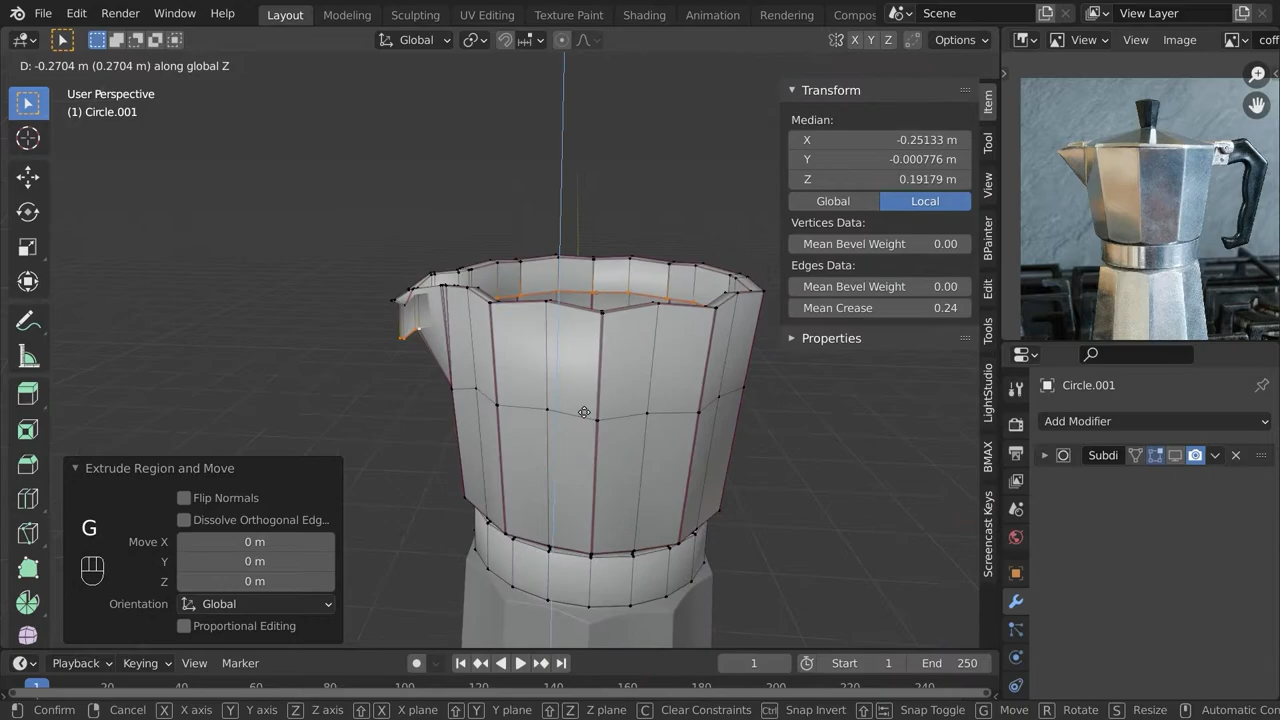 File Edit Render Window Help Layout Modeling Sculpting UV Editing Texture Paint Shading Animation Rendering Compos Scene View Layer
Global X Y Z Options View View Image coff
D: -0.2704 m (0.2704 m) along global Z
User Perspective
(1) Circle.001
Transform
Median:
X -0.25133 m
Y -0.000776 m
Z 0.19179 m
Global Local
Vertices Data:
Mean Bevel Weight 0.00
Edges Data:
Mean Bevel Weight 0.00
Mean Crease 0.24
Properties
Item
Tool
View
BPainter
Edit
Tools
LightStudio
BMAX
Screencast Keys
Circle.001
Add Modifier
Subdi
Extrude Region and Move
Flip Normals
Dissolve Orthogonal Edg...
Move X 0 m
Y 0 m
Z 0 m
Orientation Global
Proportional Editing
G
Playback Keying View Marker 1 Start 1 End 250
1 100 120 140 160 180 200 220 240
Confirm Cancel X X axis Y Y axis Z Z axis X X plane Y Y plane Z Z plane C Clear Constraints Ctrl Snap Invert Snap Toggle G Move R Rotate S Resize Automatic Co